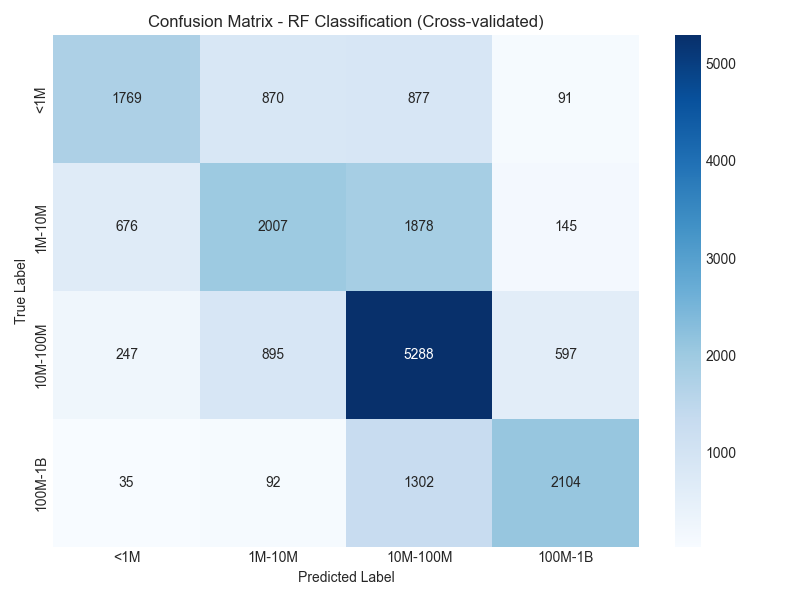 Confusion Matrix - RF Classification (Cross-validated)
<1M 1769 870 877 91
1M-10M 676 2007 1878 145
10M-100M 247 895 5288 597
100M-1B 35 92 1302 2104
<1M 1M-10M 10M-100M 100M-1B
Predicted Label
True Label
5000
4000
3000
2000
1000